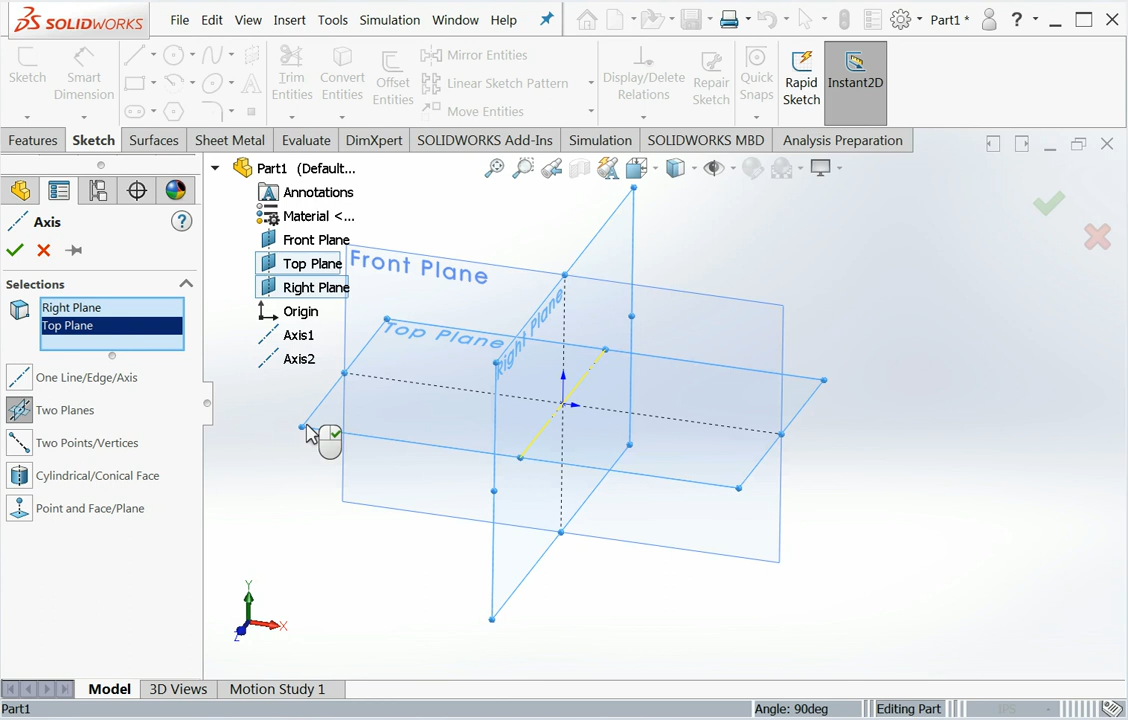 SOLIDWORKS
File Edit View Insert Tools Simulation Window Help
Part1 *
?
Sketch
Smart Dimension
Trim Entities
Convert Entities
Offset Entities
Mirror Entities
Linear Sketch Pattern
Move Entities
Display/Delete Relations
Repair Sketch
Quick Snaps
Rapid Sketch
Instant2D
Features Sketch Surfaces Sheet Metal Evaluate DimXpert SOLIDWORKS Add-Ins Simulation SOLIDWORKS MBD Analysis Preparation
Axis
?
Selections
Right Plane
Top Plane
One Line/Edge/Axis
Two Planes
Two Points/Vertices
Cylindrical/Conical Face
Point and Face/Plane
Part1 (Default...
Annotations
Material <...
Front Plane
Top Plane
Right Plane
Origin
Axis1
Axis2
Front Plane
Top Plane
Right Plane
Y
X
Z
Model 3D Views Motion Study 1
Part1
Angle: 90deg
Editing Part
IPS